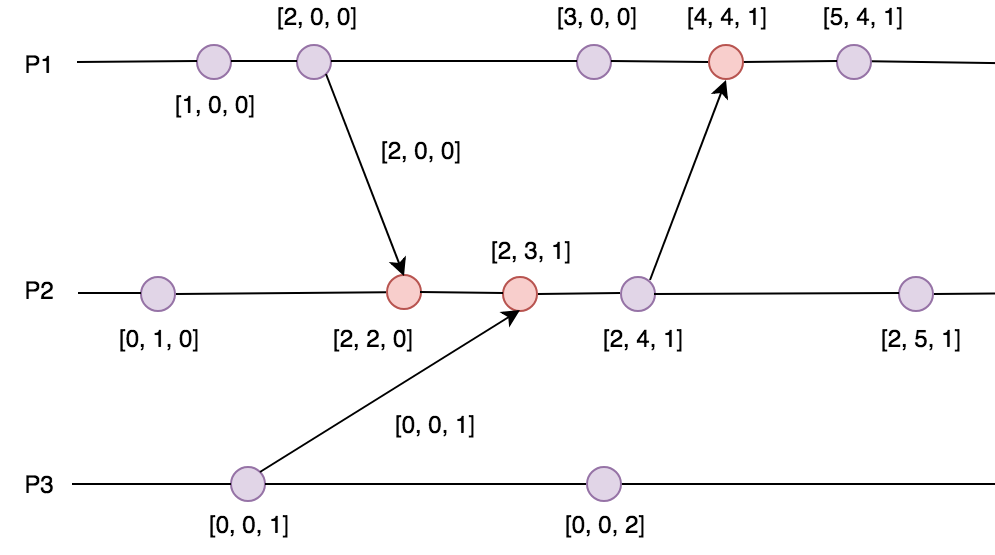 [2, 0, 0] [3, 0, 0] [4, 4, 1] [5, 4, 1]
P1
[1, 0, 0]
[2, 0, 0]
[2, 3, 1]
P2
[0, 1, 0] [2, 2, 0] [2, 4, 1] [2, 5, 1]
[0, 0, 1]
P3
[0, 0, 1] [0, 0, 2]